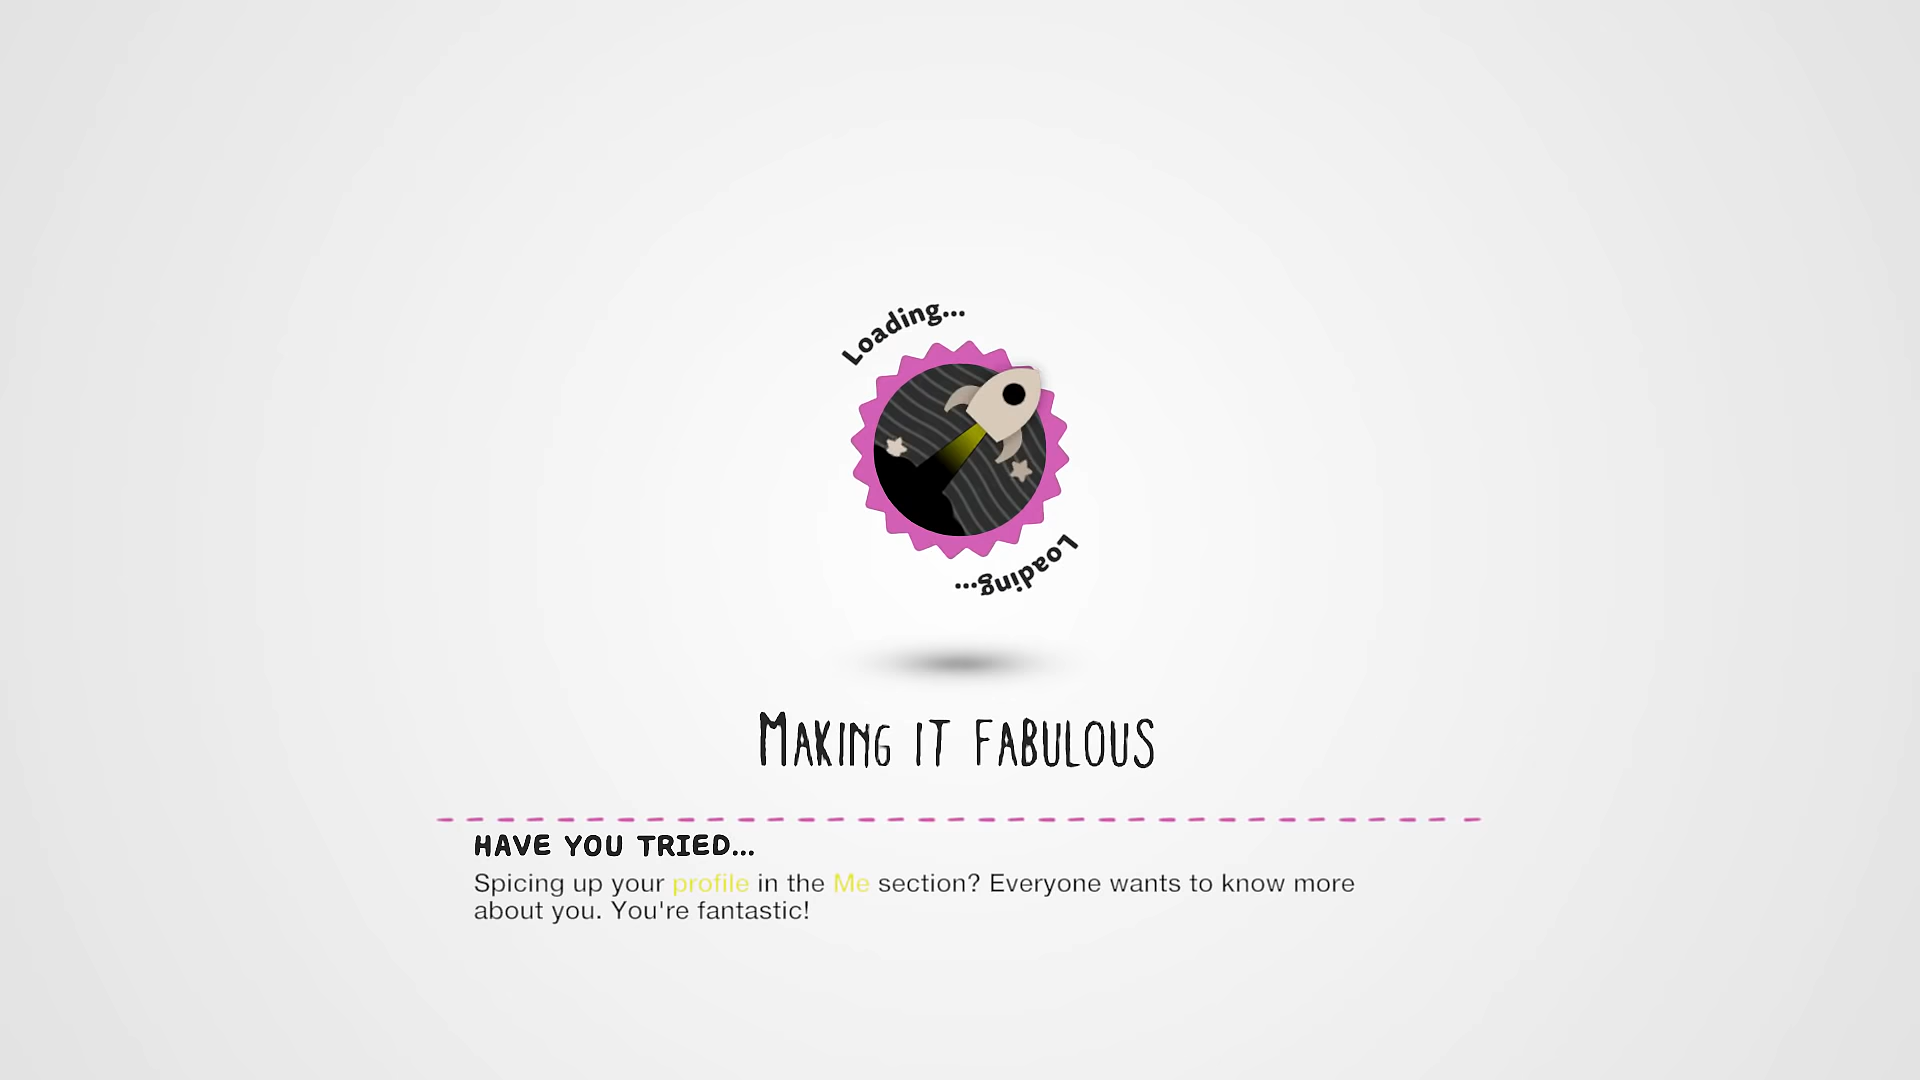 Loading...
Loading...
Making it fabulous
HAVE YOU TRIED...
Spicing up your profile in the Me section? Everyone wants to know more
about you. You're fantastic!